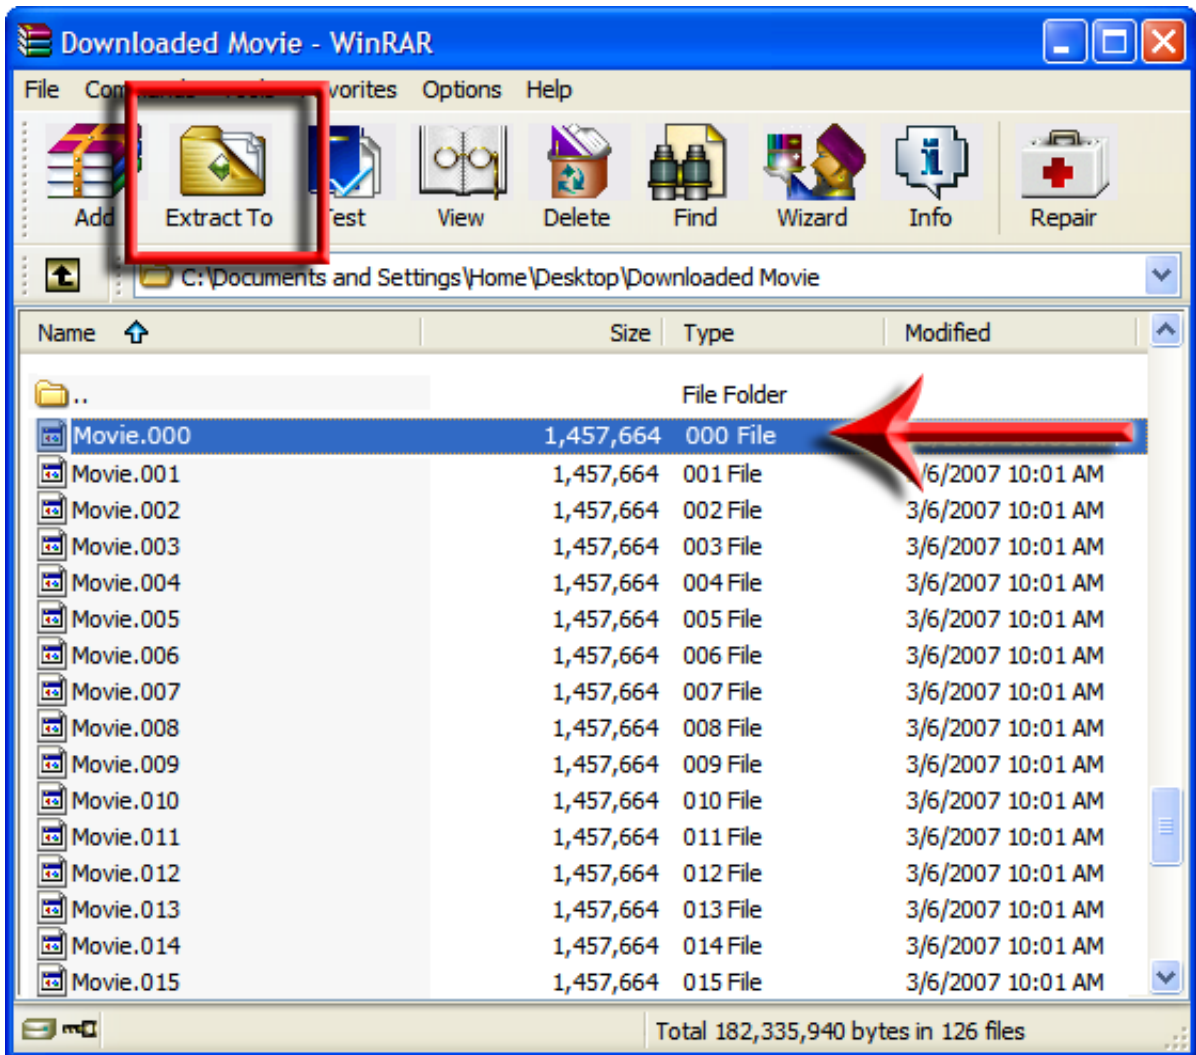 Downloaded Movie - WinRAR
File Options Help
Add Extract To Test View Delete Find Wizard Info Repair
C:\Documents and Settings\Home\Desktop\Downloaded Movie
Name Size Type Modified
.. File Folder
Movie.000 1,457,664 000 File
Movie.001 1,457,664 001 File 3/6/2007 10:01 AM
Movie.002 1,457,664 002 File 3/6/2007 10:01 AM
Movie.003 1,457,664 003 File 3/6/2007 10:01 AM
Movie.004 1,457,664 004 File 3/6/2007 10:01 AM
Movie.005 1,457,664 005 File 3/6/2007 10:01 AM
Movie.006 1,457,664 006 File 3/6/2007 10:01 AM
Movie.007 1,457,664 007 File 3/6/2007 10:01 AM
Movie.008 1,457,664 008 File 3/6/2007 10:01 AM
Movie.009 1,457,664 009 File 3/6/2007 10:01 AM
Movie.010 1,457,664 010 File 3/6/2007 10:01 AM
Movie.011 1,457,664 011 File 3/6/2007 10:01 AM
Movie.012 1,457,664 012 File 3/6/2007 10:01 AM
Movie.013 1,457,664 013 File 3/6/2007 10:01 AM
Movie.014 1,457,664 014 File 3/6/2007 10:01 AM
Movie.015 1,457,664 015 File 3/6/2007 10:01 AM
Total 182,335,940 bytes in 126 files